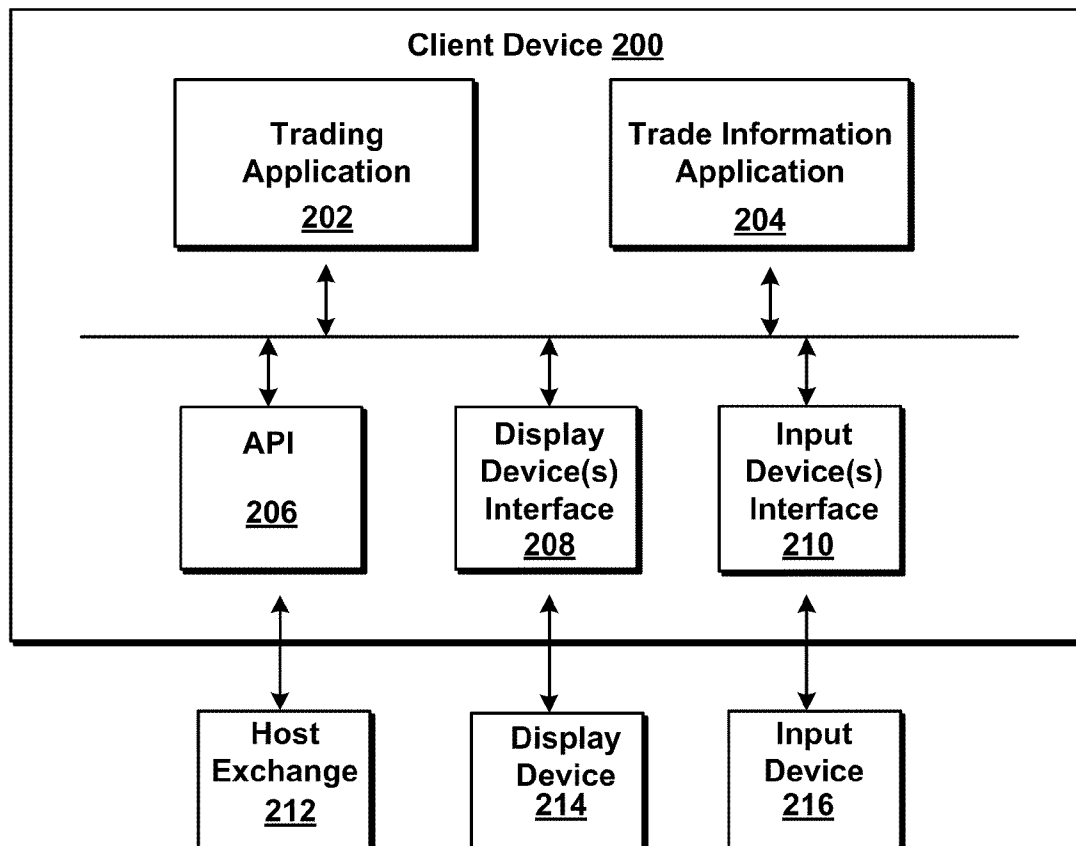 Client Device 200
Trading
Application
202
Trade Information
Application
204
API
206
Display
Device(s)
Interface
208
Input
Device(s)
Interface
210
Host
Exchange
212
Display
Device
214
Input
Device
216